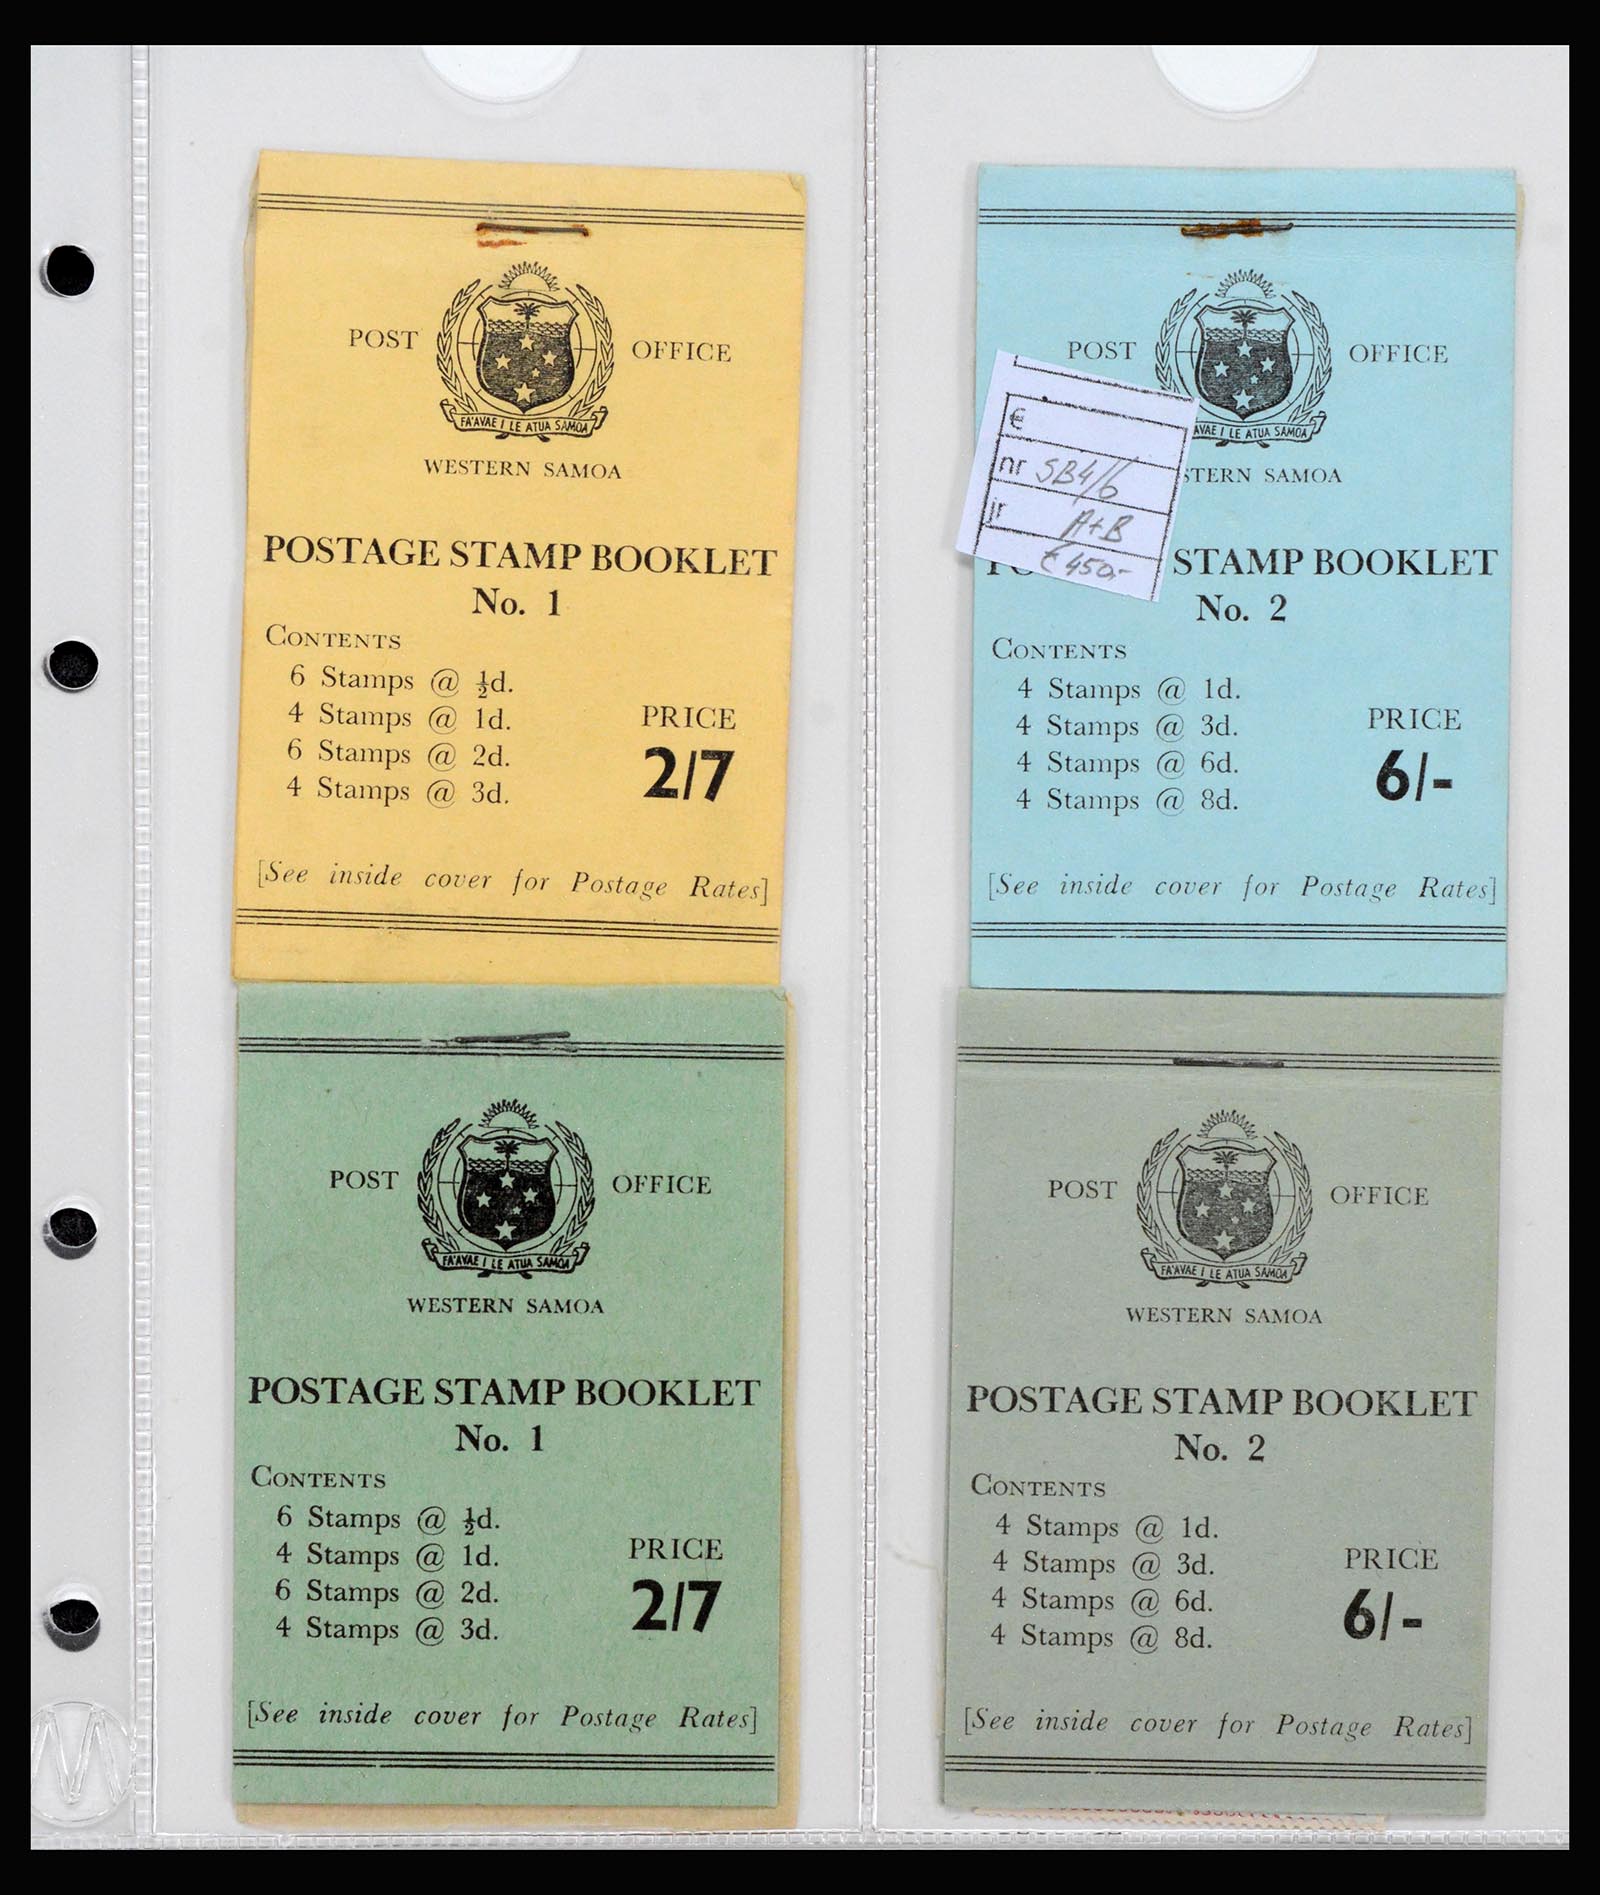 POST OFFICE
FA'AVAE I LE ATUA SAMOA
WESTERN SAMOA
POSTAGE STAMP BOOKLET
No. 1
CONTENTS
6 Stamps @ ½d.
4 Stamps @ 1d.
6 Stamps @ 2d.
4 Stamps @ 3d.
PRICE
2/7
[See inside cover for Postage Rates]
POST OFFICE
AVAE I LE ATUA SAMOA
STERN SAMOA
€
nr SB4/6
jr A+B
€ 450,-
STAMP BOOKLET
No. 2
CONTENTS
4 Stamps @ 1d.
4 Stamps @ 3d.
4 Stamps @ 6d.
4 Stamps @ 8d.
PRICE
6/-
[See inside cover for Postage Rates]
POST OFFICE
FA'AVAE I LE ATUA SAMOA
WESTERN SAMOA
POSTAGE STAMP BOOKLET
No. 1
CONTENTS
6 Stamps @ ½d.
4 Stamps @ 1d.
6 Stamps @ 2d.
4 Stamps @ 3d.
PRICE
2/7
[See inside cover for Postage Rates]
POST OFFICE
FA'AVAE I LE ATUA SAMOA
WESTERN SAMOA
POSTAGE STAMP BOOKLET
No. 2
CONTENTS
4 Stamps @ 1d.
4 Stamps @ 3d.
4 Stamps @ 6d.
4 Stamps @ 8d.
PRICE
6/-
[See inside cover for Postage Rates]